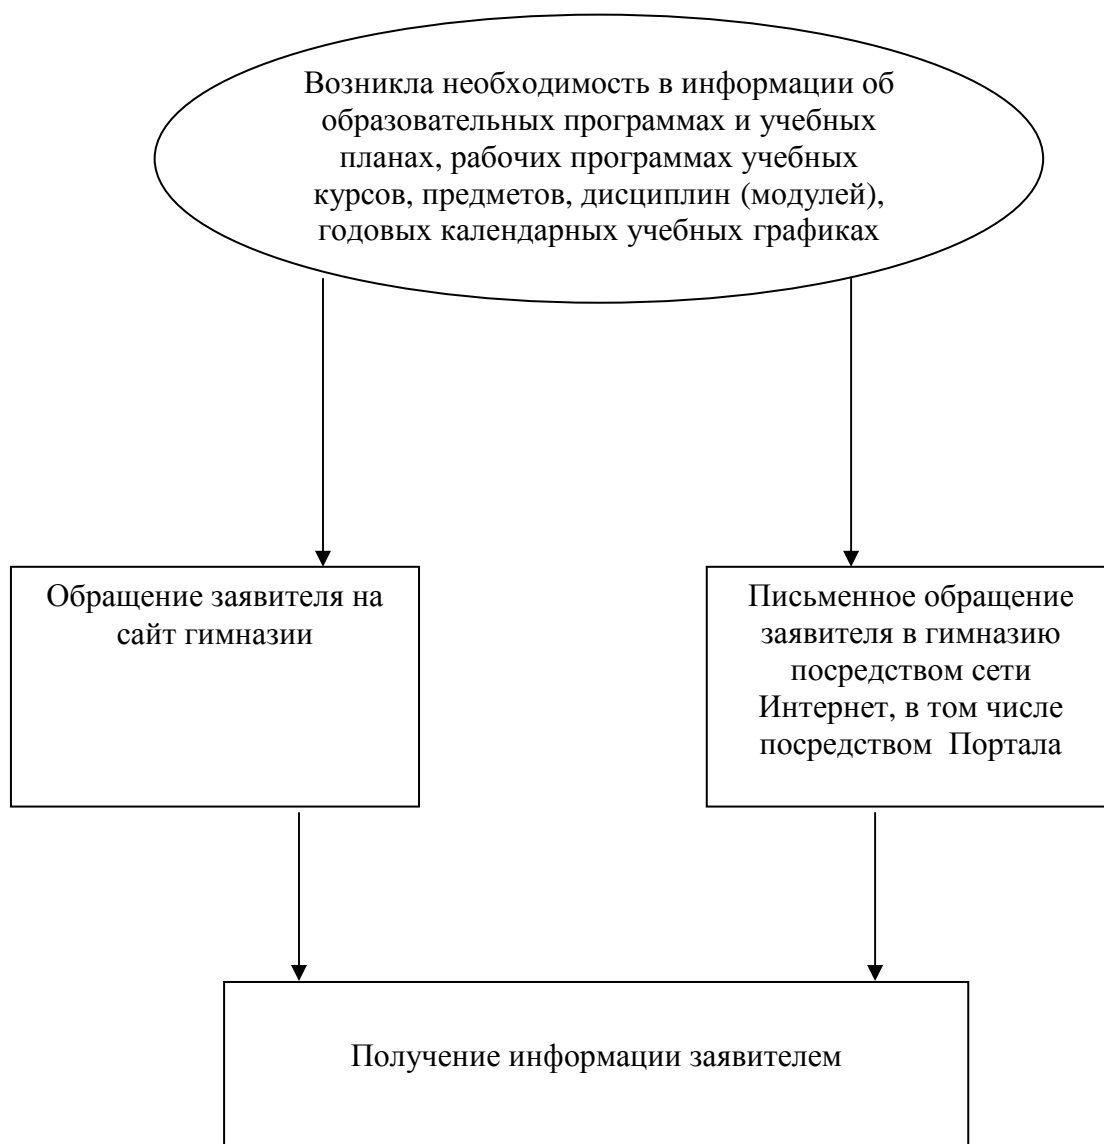 Возникла необходимость в информации об
образовательных программах и учебных
планах, рабочих программах учебных
курсов, предметов, дисциплин (модулей),
годовых календарных учебных графиках
Обращение заявителя на
сайт гимназии
Письменное обращение
заявителя в гимназию
посредством сети
Интернет, в том числе
посредством  Портала
Получение информации заявителем